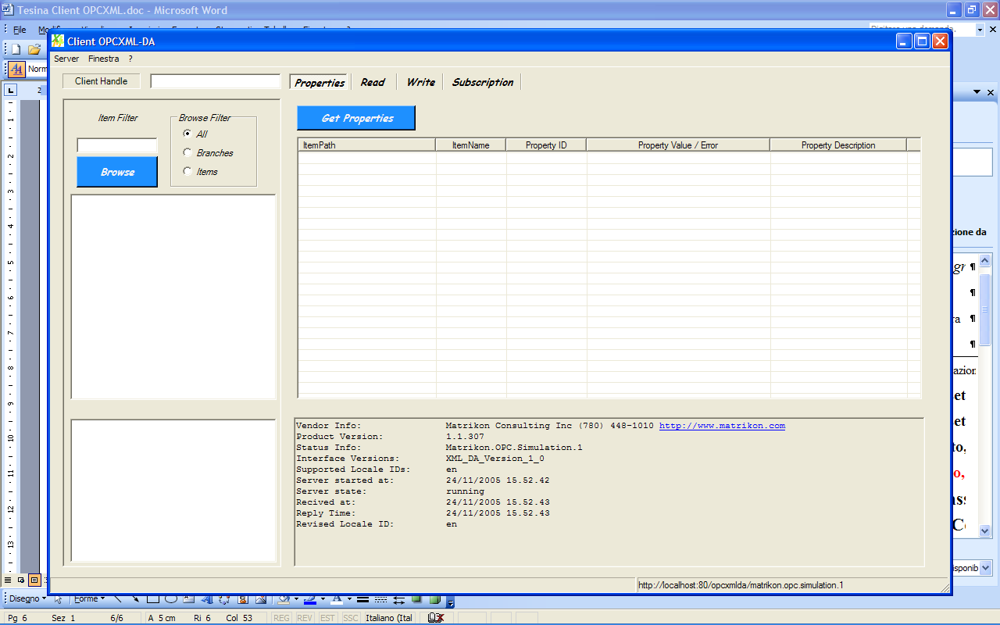 Tesina Client OPCXML.doc - Microsoft Word
File
Client OPCXML-DA
Server Finestra ?
Norm
Client Handle
Properties Read Write Subscription
Item Filter
Browse Filter
All
Branches
Items
Browse
Get Properties
ItemPath ItemName Property ID Property Value / Error Property Description
zione da
Vendor Info: Matrikon Consulting Inc (780) 448-1010 http://www.matrikon.com
Product Version: 1.1.307
Status Info: Matrikon.OPC.Simulation.1
Interface Versions: XML_DA_Version_1_0
Supported Locale IDs: en
Server started at: 24/11/2005 15.52.42
Server state: running
Recived at: 24/11/2005 15.52.43
Reply Time: 24/11/2005 15.52.43
Revised Locale ID: en
isponib
http://localhost:80/opcxmlda/matrikon.opc.simulation.1
Disegno Forme
Pg 6 Sez 1 6/6 A 5 cm Ri 6 Col 53 REG REV EST SSC Italiano (Ital